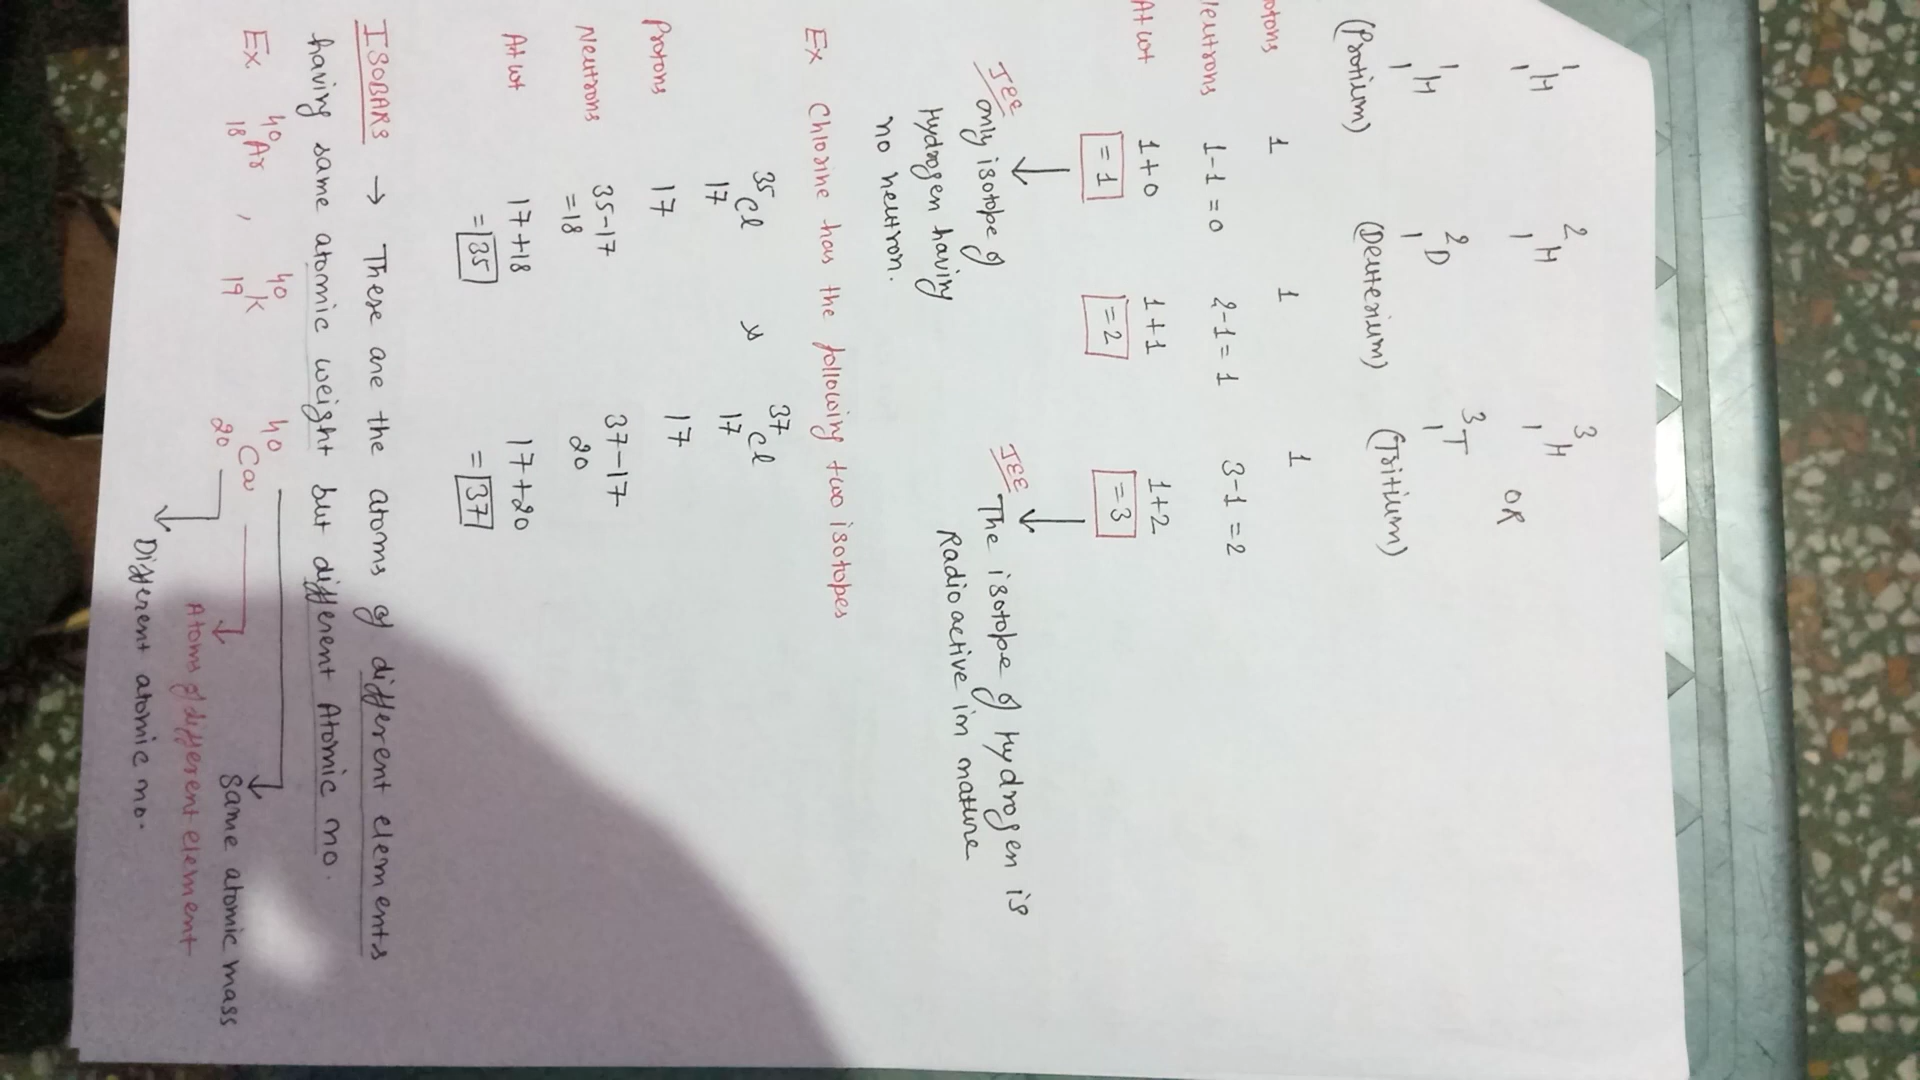 ¹₁H ²₁H ³₁H OR
¹₁H ²₁D ³₁T
(Protium) (Deuterium) (Tritium)
otons 1 1 1
leutrons 1-1=0 2-1=1 3-1=2
At wt 1+0 1+1 1+2
=1 =2 =3
JEE only isotope of JEE The isotope of Hydrogen is
Hydrogen having Radioactive in nature
no neutron.
Ex Chlorine has the following two isotopes
³⁵₁₇Cl ³⁷₁₇Cl
Protons 17 17
Neutrons 35-17 37-17
=18 20
At wt 17+18 17+20
=35 =37
ISOBARS → These are the atoms of different elements
having same atomic weight but different Atomic no.
Ex ⁴⁰₁₈Ar , ⁴⁰₁₉K ⁴⁰₂₀Ca Same atomic mass
Atoms of different element
Different atomic no.